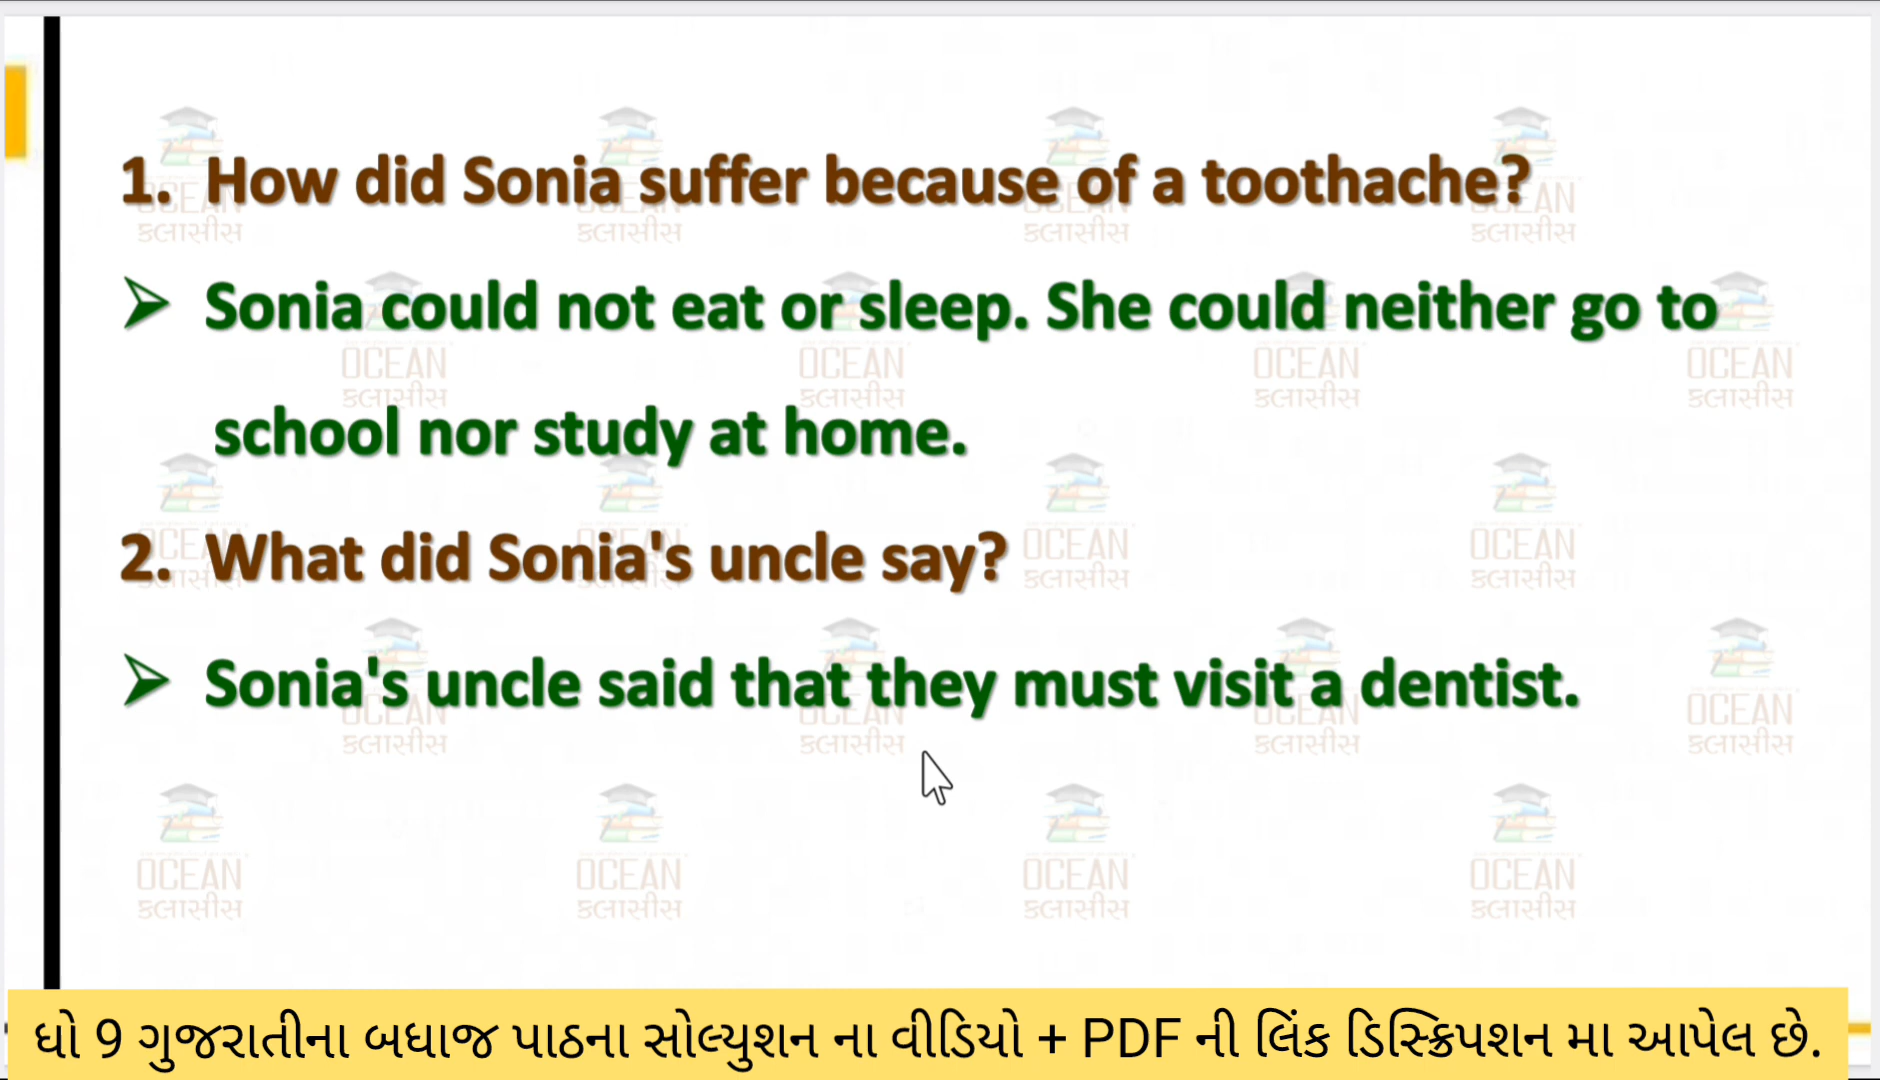 1. How did Sonia suffer because of a toothache?
➢ Sonia could not eat or sleep. She could neither go to
school nor study at home.
2. What did Sonia's uncle say?
➢ Sonia's uncle said that they must visit a dentist.
OCEAN
ક્લાસીસ
ધો 9 ગુજરાતીના બધાજ પાઠના સોલ્યુશન ના વીડિયો + PDF ની લિંક ડિસ્ક્રિપશન મા આપેલ છે.